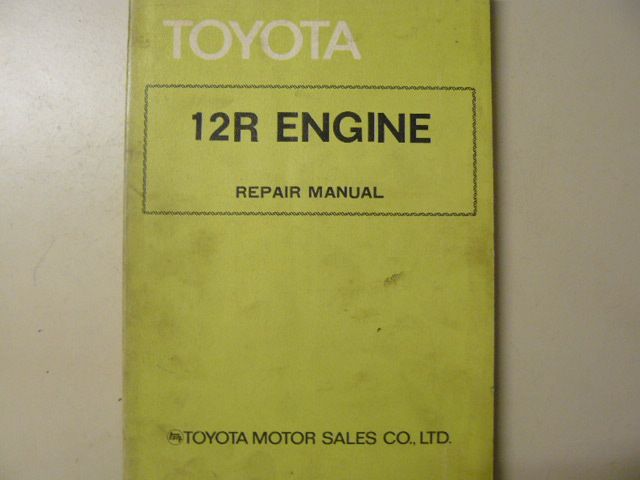 TOYOTA
12R ENGINE
REPAIR MANUAL
TOYOTA MOTOR SALES CO., LTD.